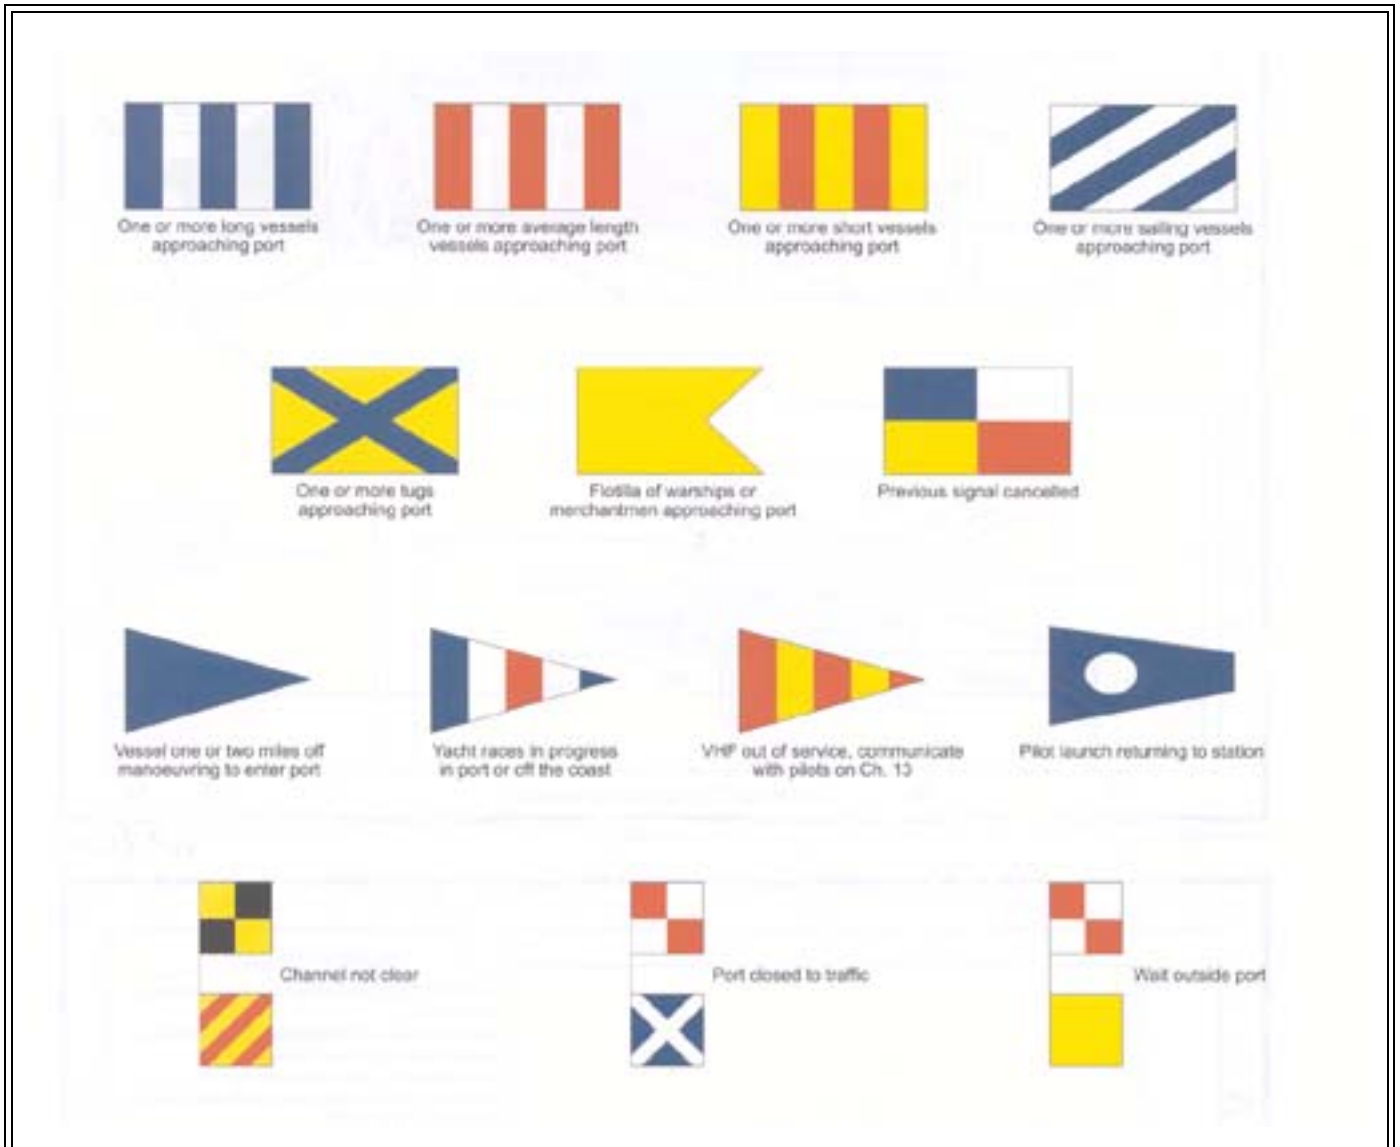 One or more long vessels
approaching port
One or more average length
vessels approaching port
One or more short vessels
approaching port
One or more sailing vessels
approaching port
One or more tugs
approaching port
Flotilla of warships or
merchantmen approaching port
Previous signal cancelled
Vessel one or two miles off
manoeuvring to enter port
Yacht races in progress
in port or off the coast
VHF out of service, communicate
with pilots on Ch. 13
Pilot launch returning to station
Channel not clear
Port closed to traffic
Wait outside port